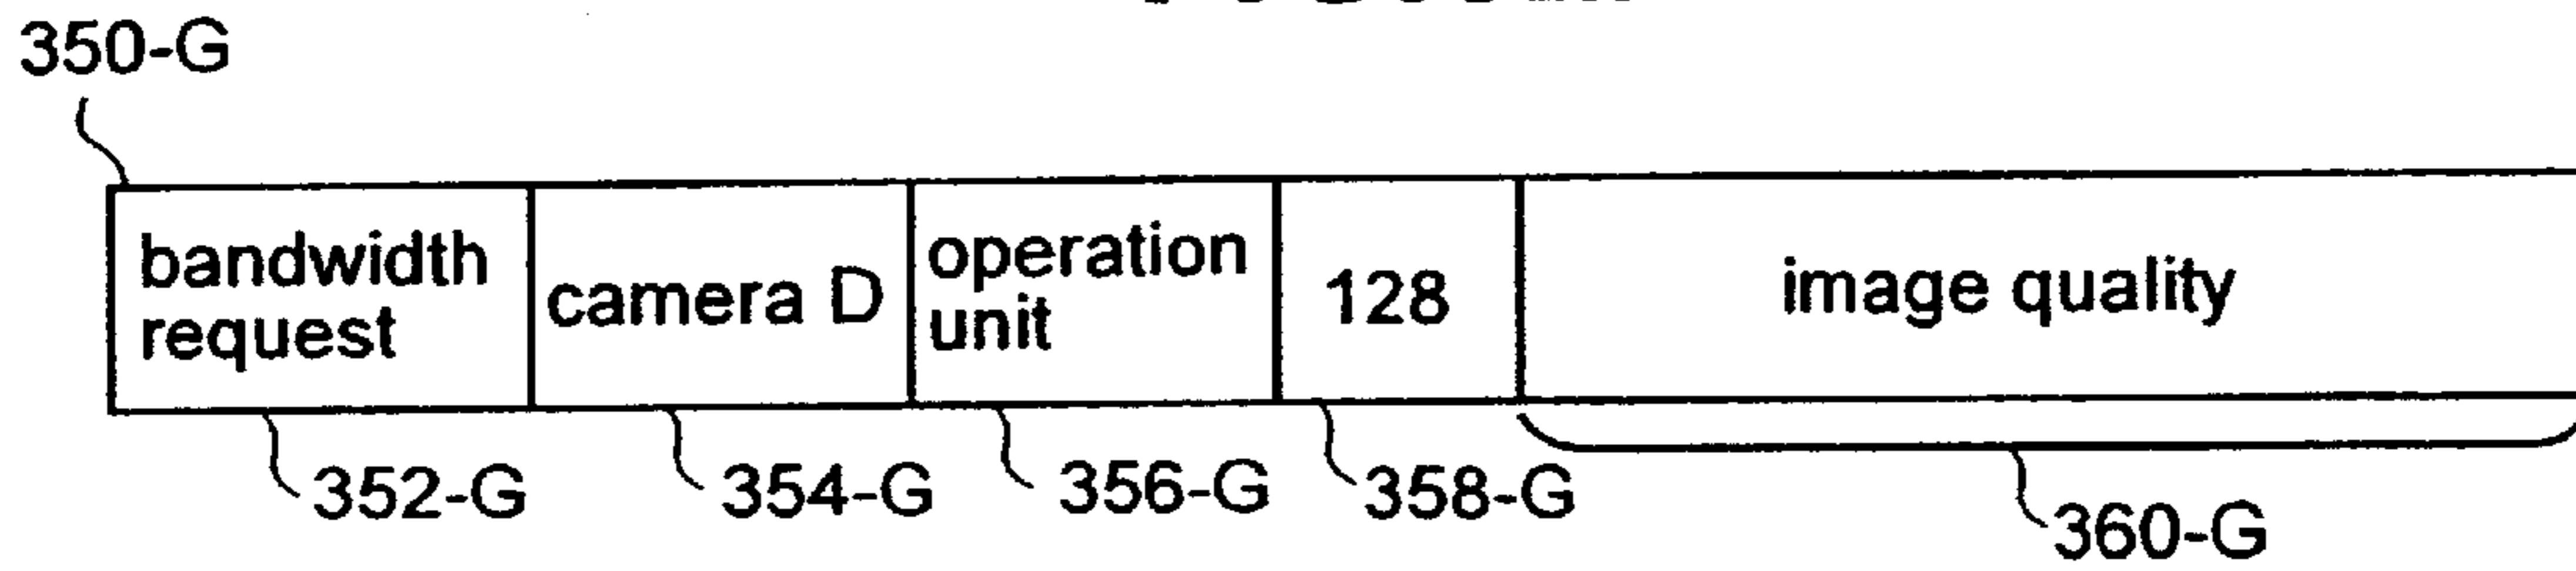 350-G
bandwidth
request
camera D
operation
unit
128
image quality
352-G
354-G
356-G
358-G
360-G